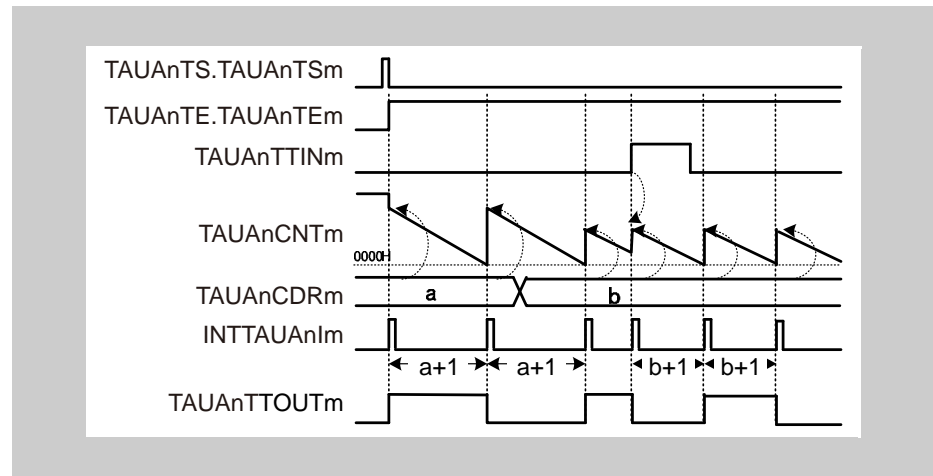 TAUAnTS.TAUAnTSm
TAUAnTE.TAUAnTEm
TAUAnTTINm
TAUAnCNTm
0000H
TAUAnCDRm
a
b
INTTAUAnIm
a+1
a+1
b+1
b+1
TAUAnTTOUTm